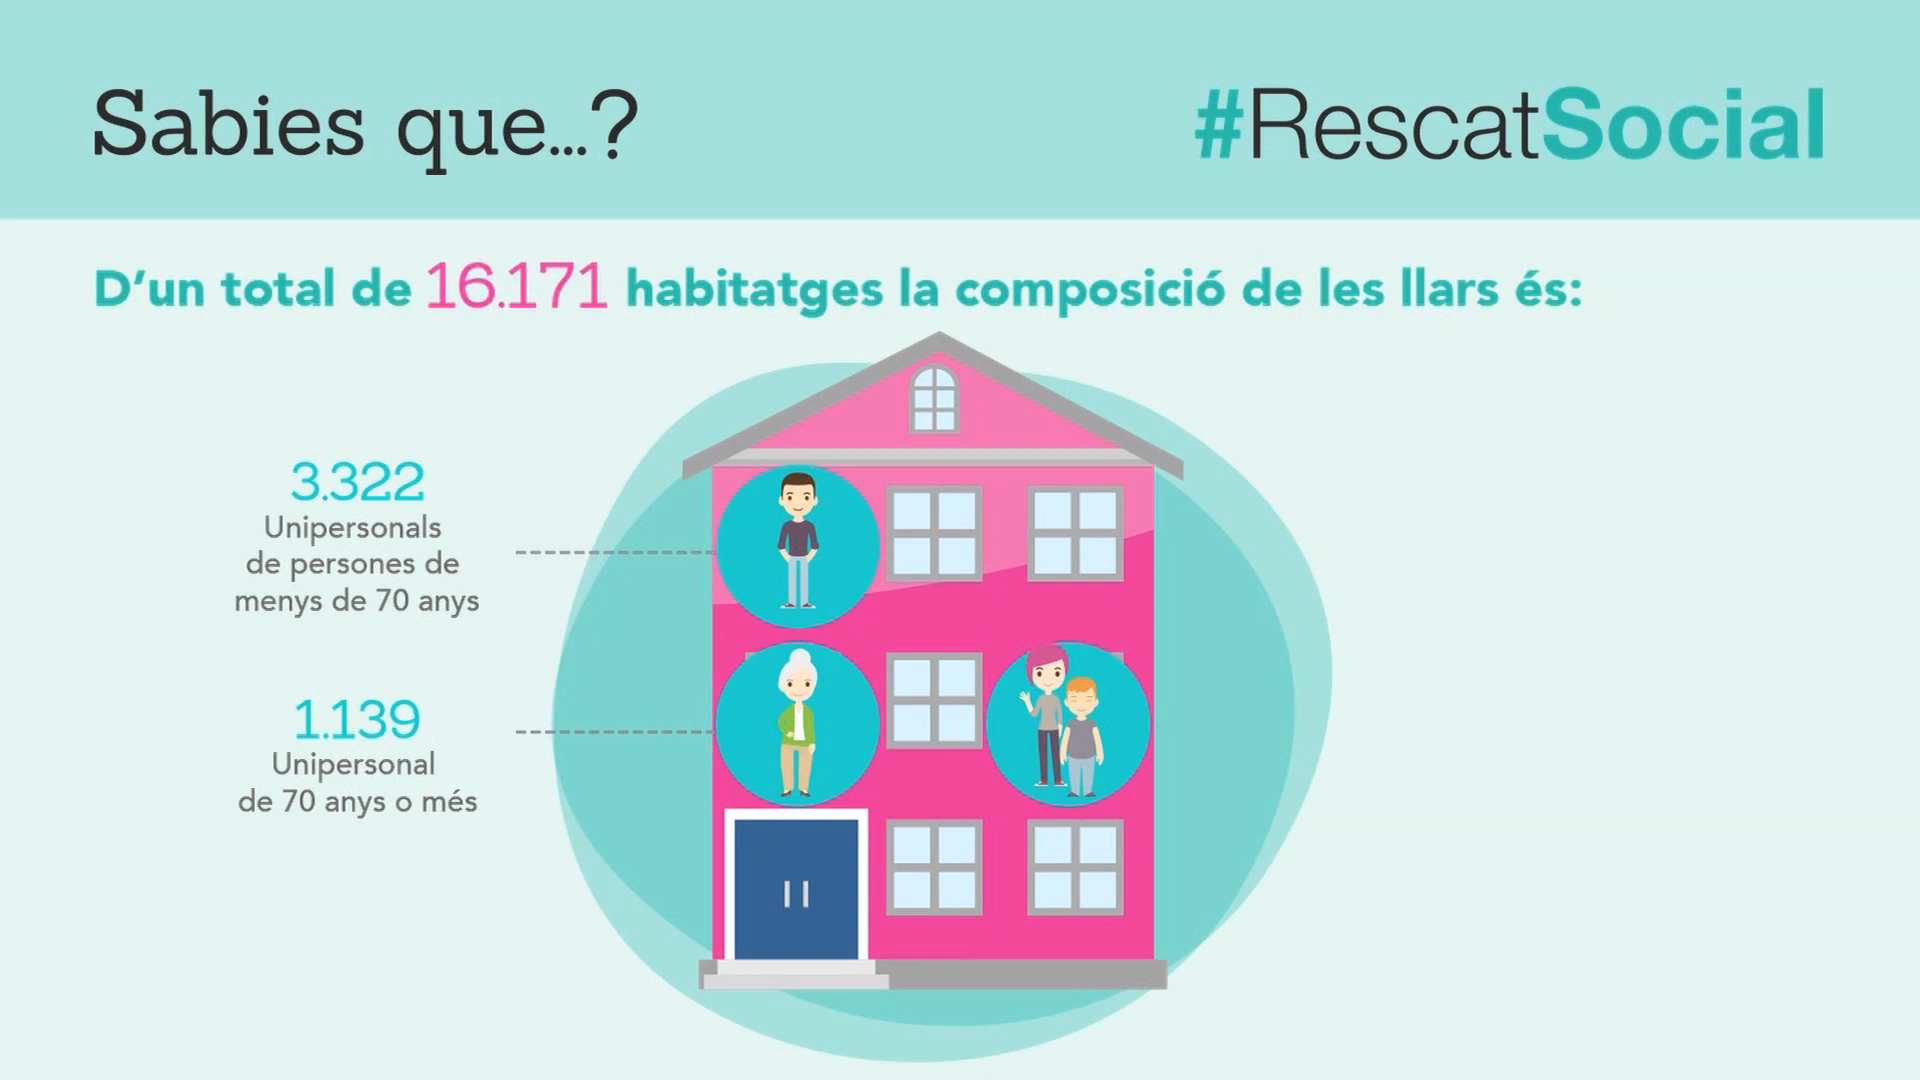 Sabies que...?
#RescatSocial
D'un total de 16.171 habitatges la composició de les llars és:
3.322
Unipersonals
de persones de
menys de 70 anys
1.139
Unipersonal
de 70 anys o més